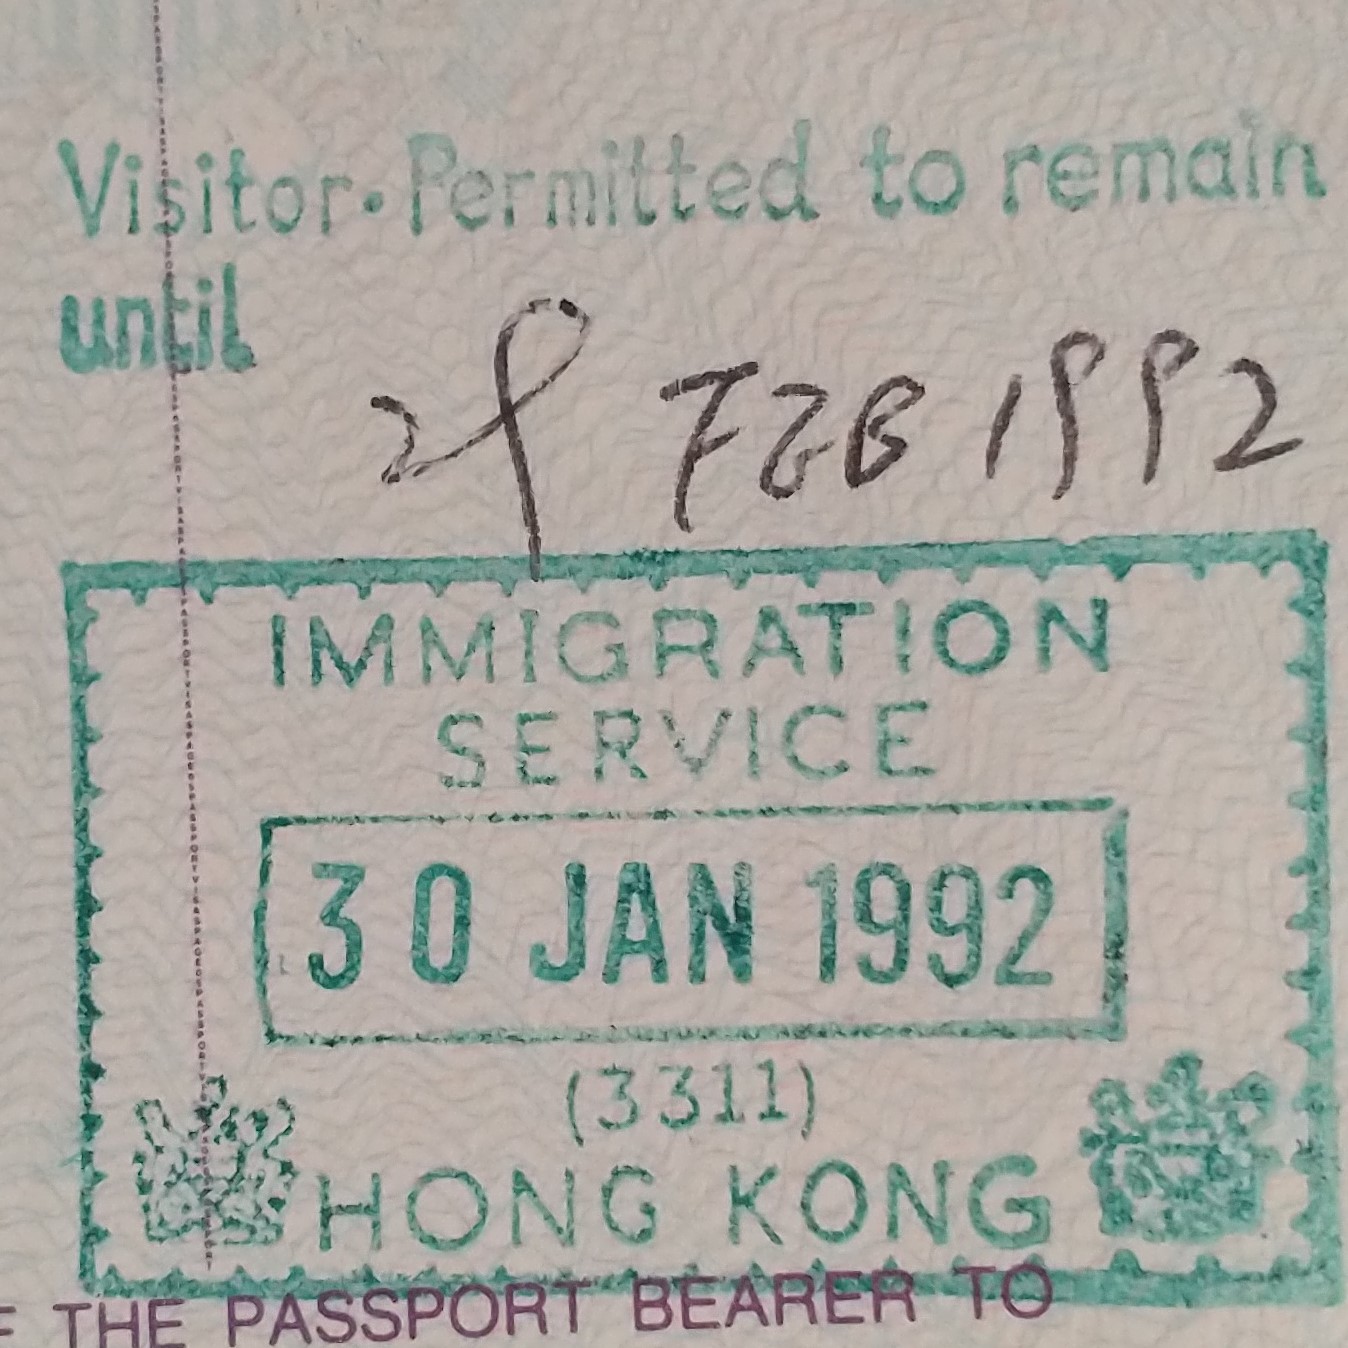 Visitor. Permitted to remain
until
29 FEB 1992
IMMIGRATION
SERVICE
30 JAN 1992
(3311)
HONG KONG
THE PASSPORT BEARER TO